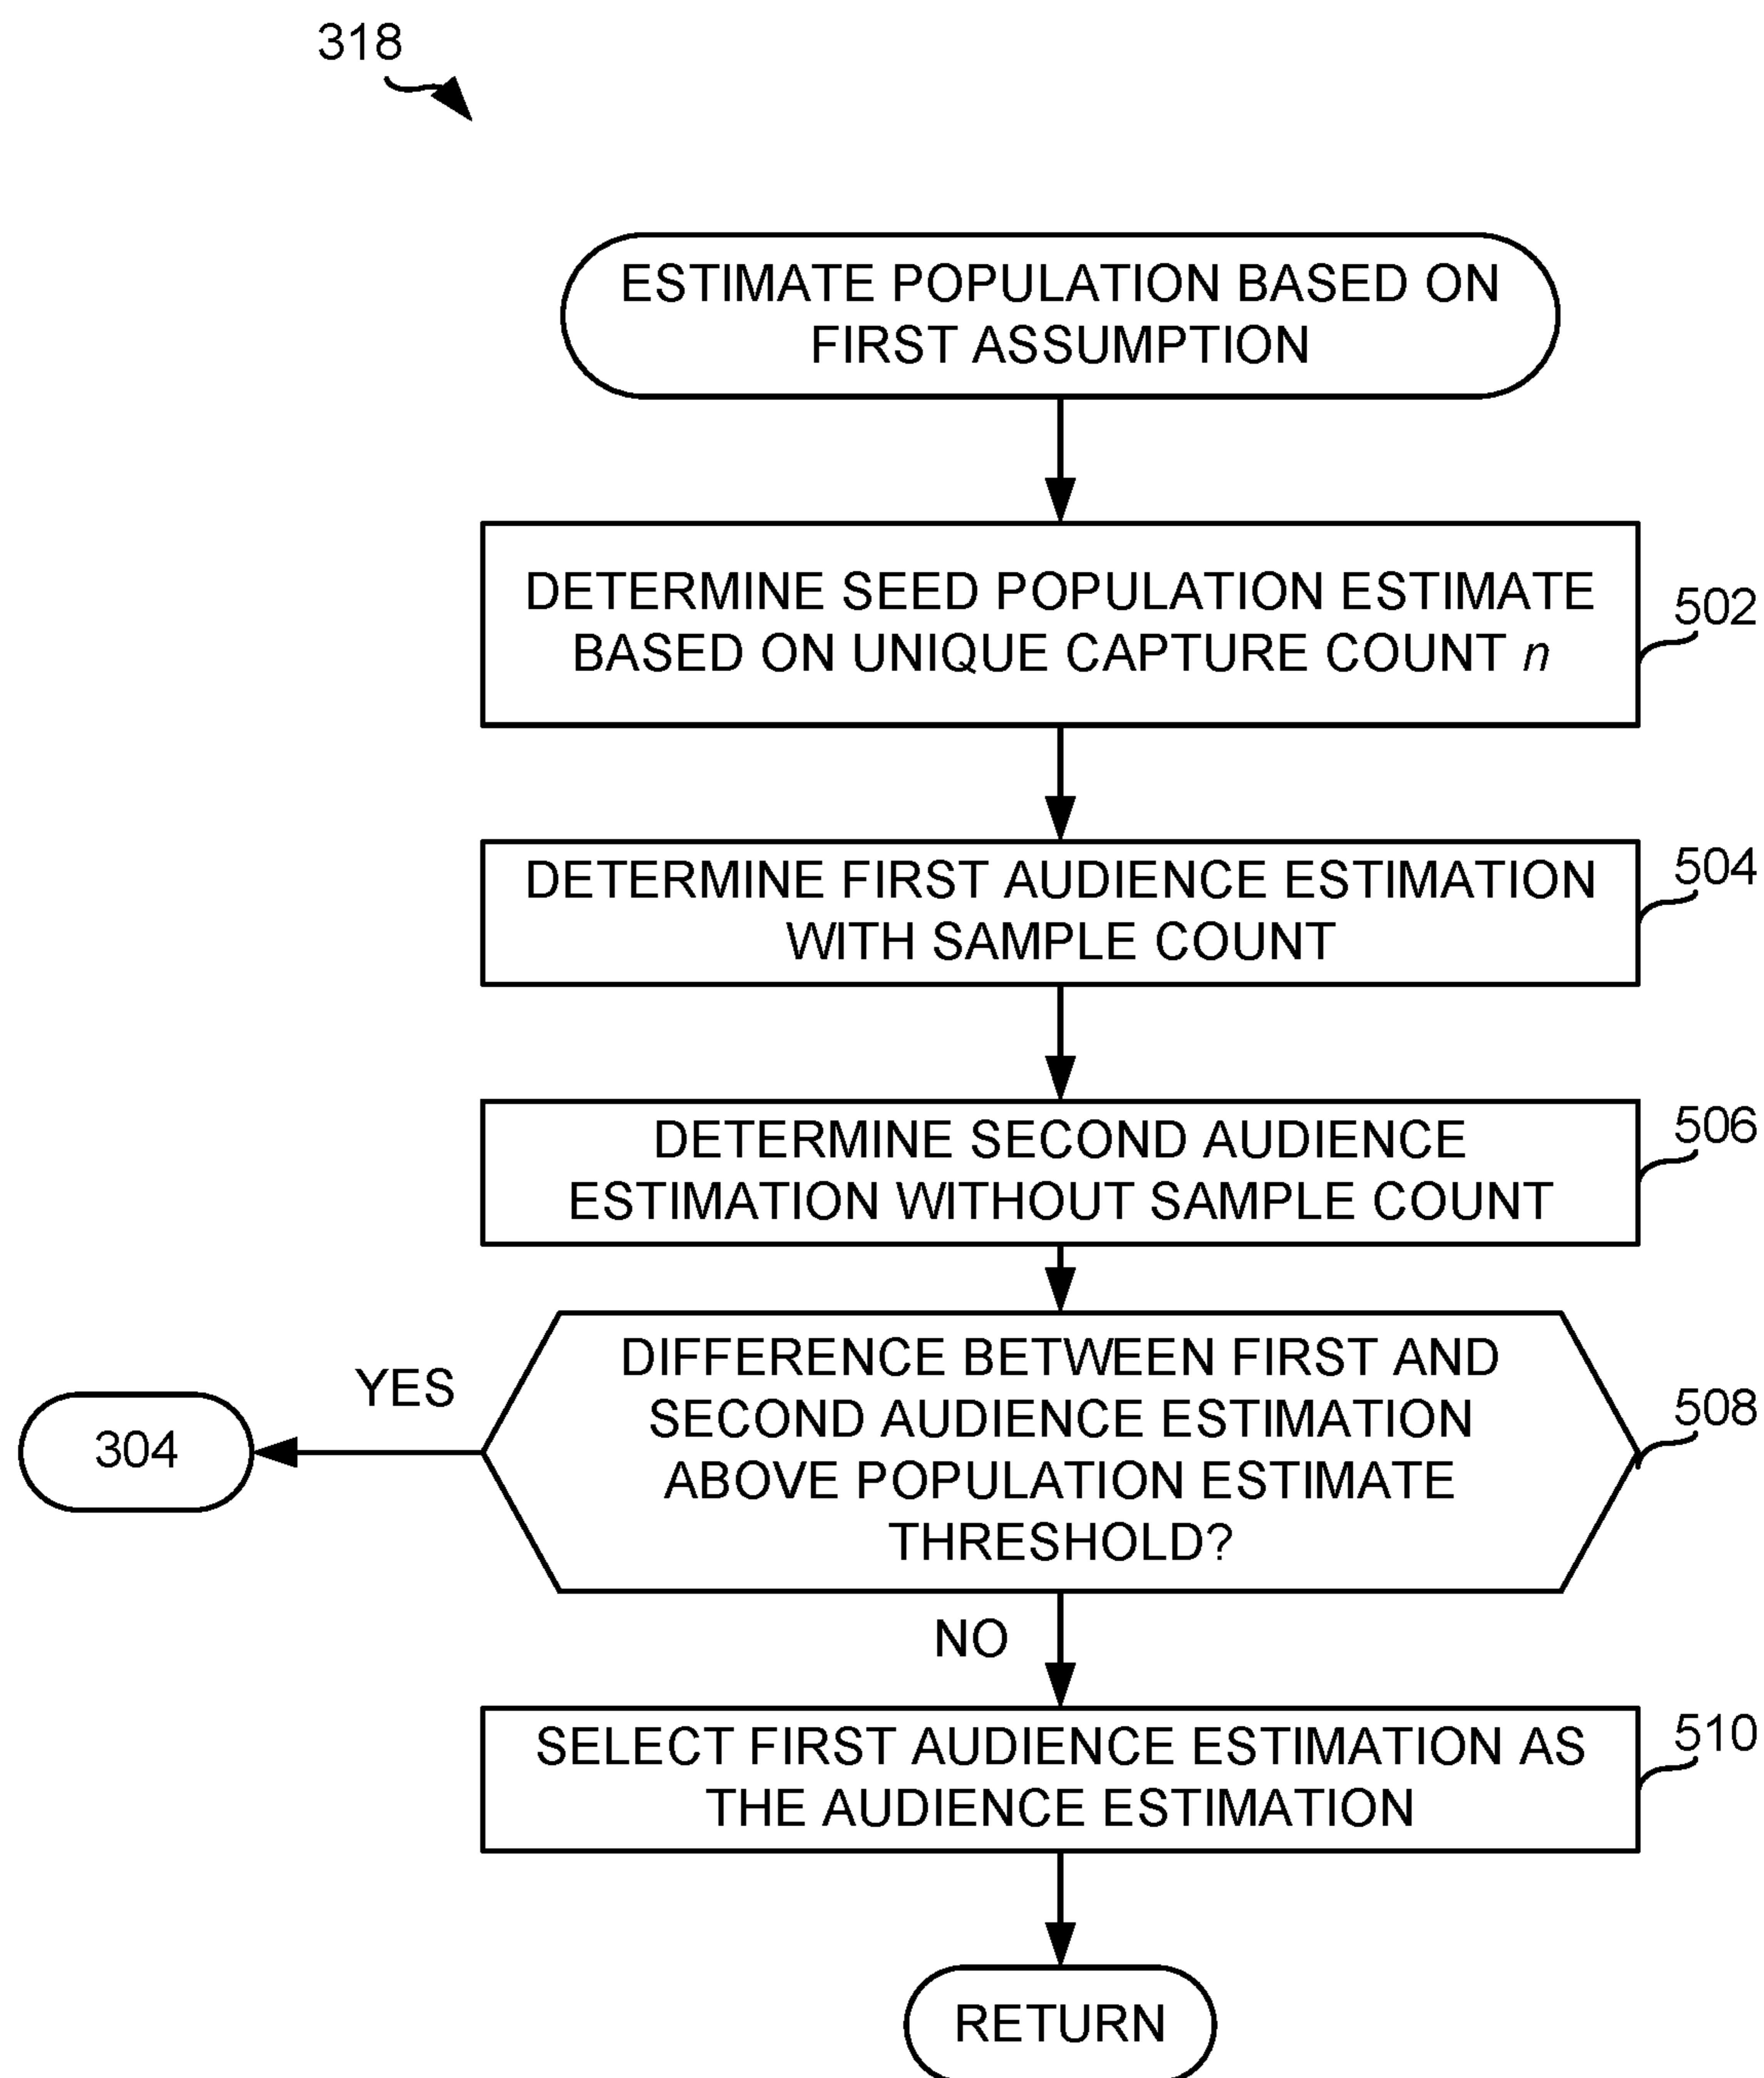 318
ESTIMATE POPULATION BASED ON
FIRST ASSUMPTION
DETERMINE SEED POPULATION ESTIMATE
BASED ON UNIQUE CAPTURE COUNT n
502
DETERMINE FIRST AUDIENCE ESTIMATION
WITH SAMPLE COUNT
504
DETERMINE SECOND AUDIENCE
ESTIMATION WITHOUT SAMPLE COUNT
506
DIFFERENCE BETWEEN FIRST AND
SECOND AUDIENCE ESTIMATION
ABOVE POPULATION ESTIMATE
THRESHOLD?
508
YES
304
NO
SELECT FIRST AUDIENCE ESTIMATION AS
THE AUDIENCE ESTIMATION
510
RETURN